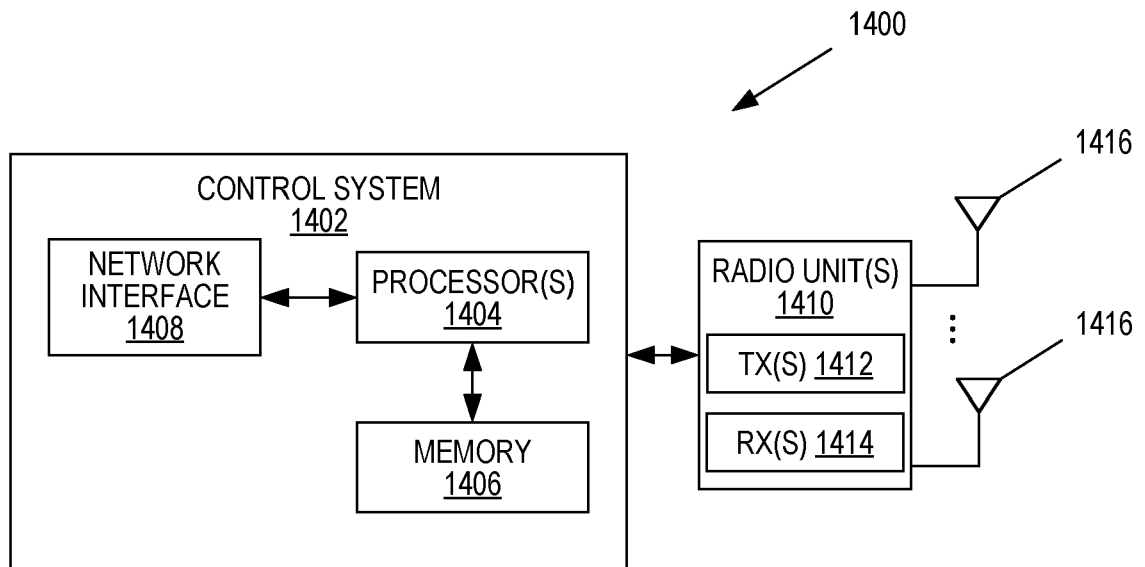 1400
1416
CONTROL SYSTEM
1402
NETWORK
INTERFACE
1408
PROCESSOR(S)
1404
MEMORY
1406
RADIO UNIT(S)
1410
TX(S) 1412
RX(S) 1414
1416